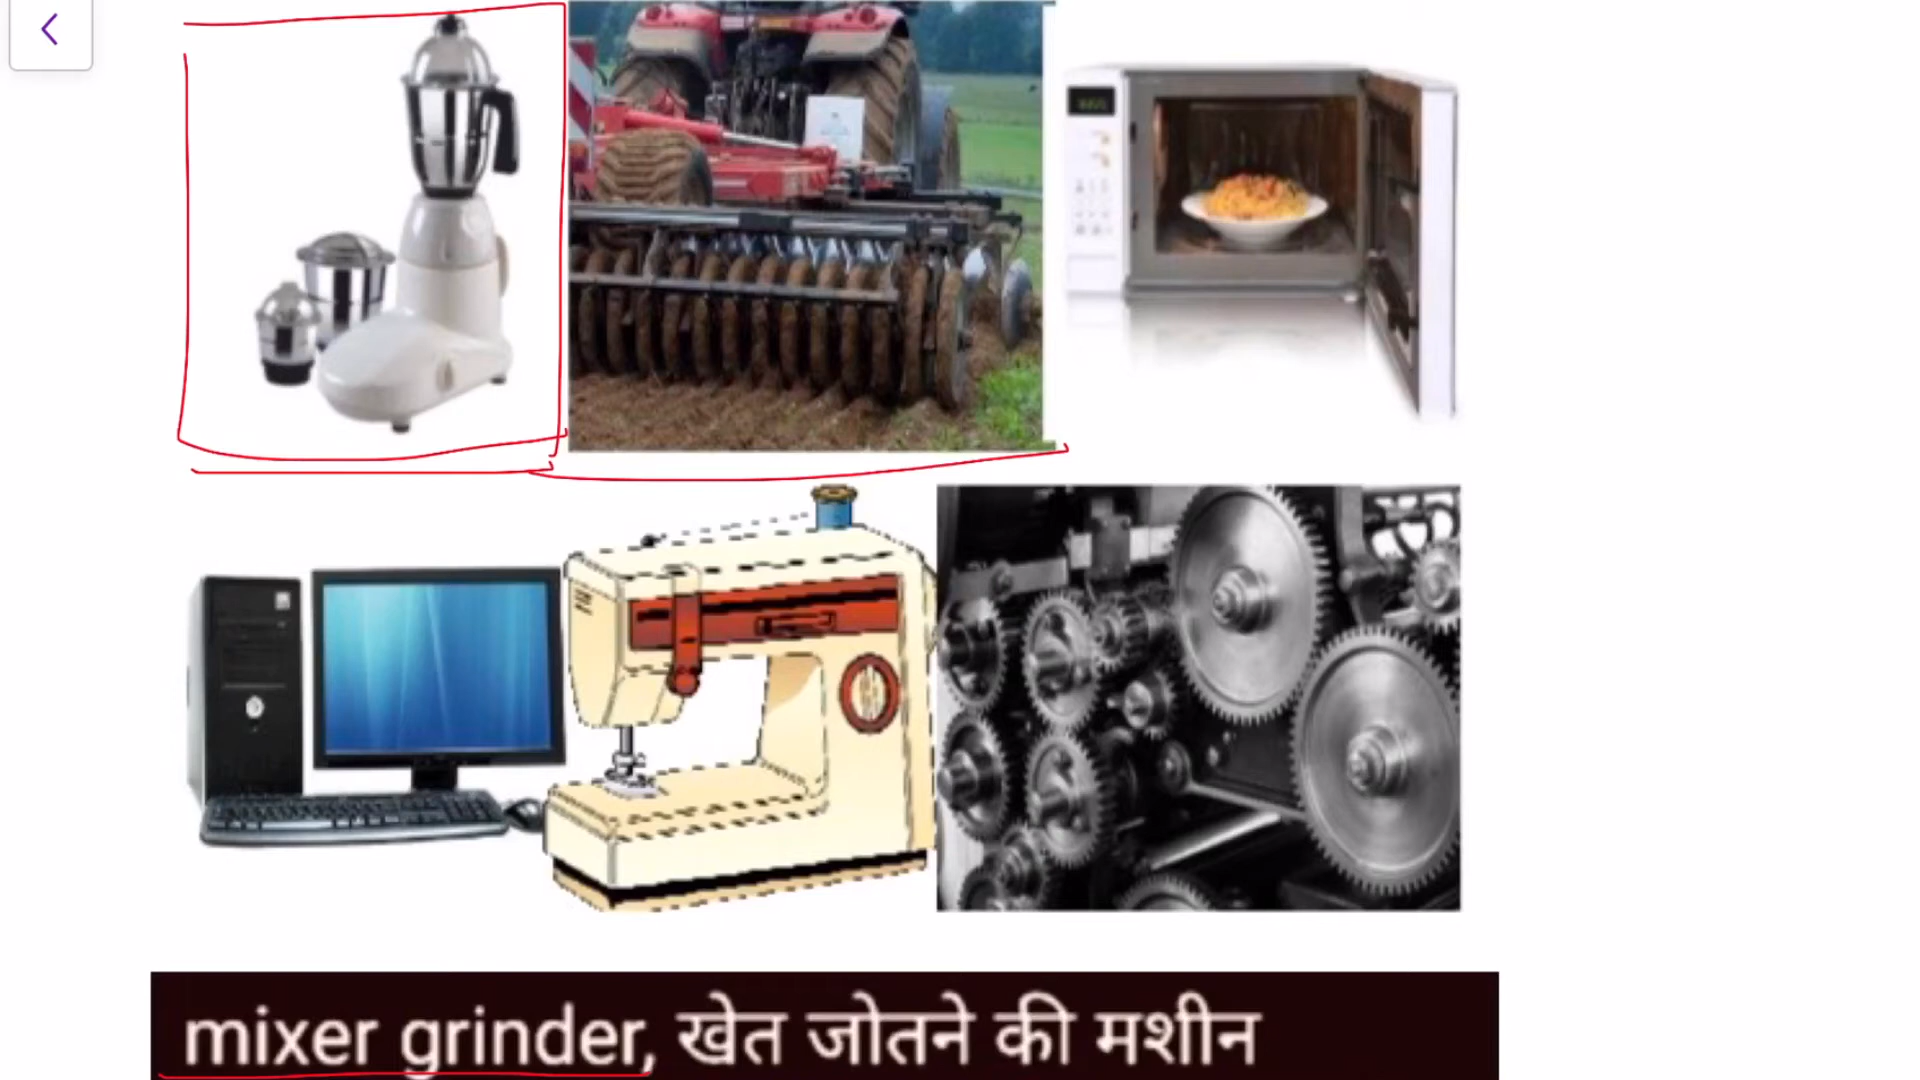 mixer grinder, खेत जोतने की मशीन